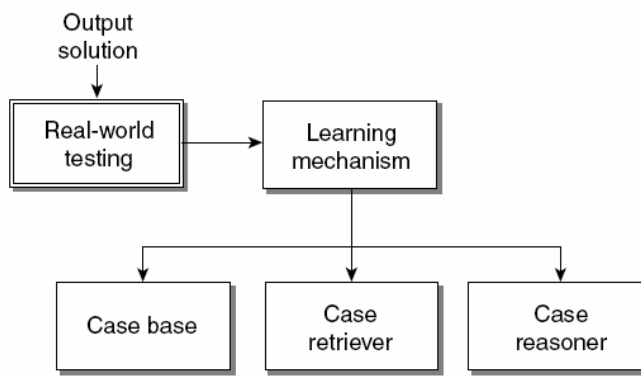 Output
solution
Real-world
testing
Learning
mechanism
Case base
Case
retriever
Case
reasoner